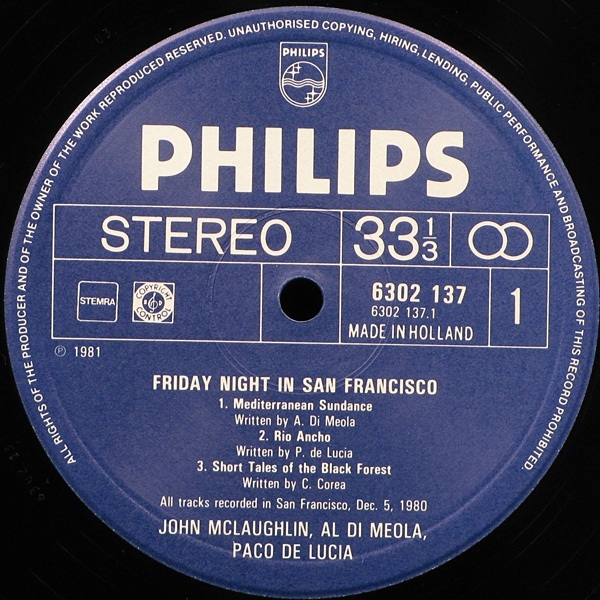 ALL RIGHTS OF THE PRODUCER AND OF THE OWNER OF THE WORK REPRODUCED RESERVED. UNAUTHORISED COPYING, HIRING, LENDING, PUBLIC PERFORMANCE AND BROADCASTING OF THIS RECORD PROHIBITED.
PHILIPS
PHILIPS
STEREO
33 1/3
STEMRA
COPYRIGHT
B D
CONTROL
6302 137
6302 137.1
MADE IN HOLLAND
1
℗ 1981
FRIDAY NIGHT IN SAN FRANCISCO
1. Mediterranean Sundance
Written by A. Di Meola
2. Rio Ancho
Written by P. de Lucia
3. Short Tales of the Black Forest
Written by C. Corea
All tracks recorded in San Francisco, Dec. 5, 1980
JOHN MCLAUGHLIN, AL DI MEOLA,
PACO DE LUCIA